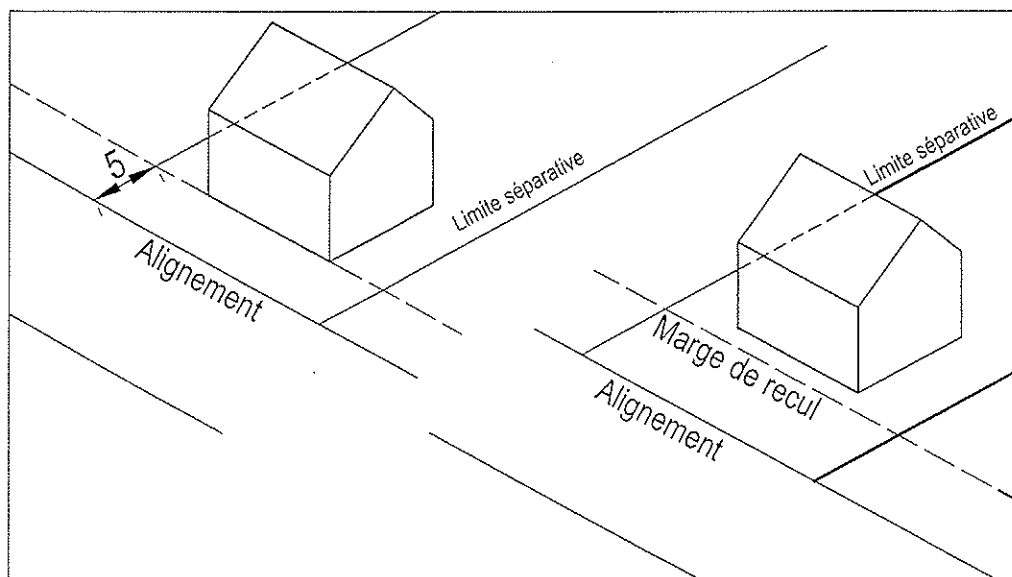 5
Alignement
Limite séparative
Limite séparative
Marge de recul
Alignement